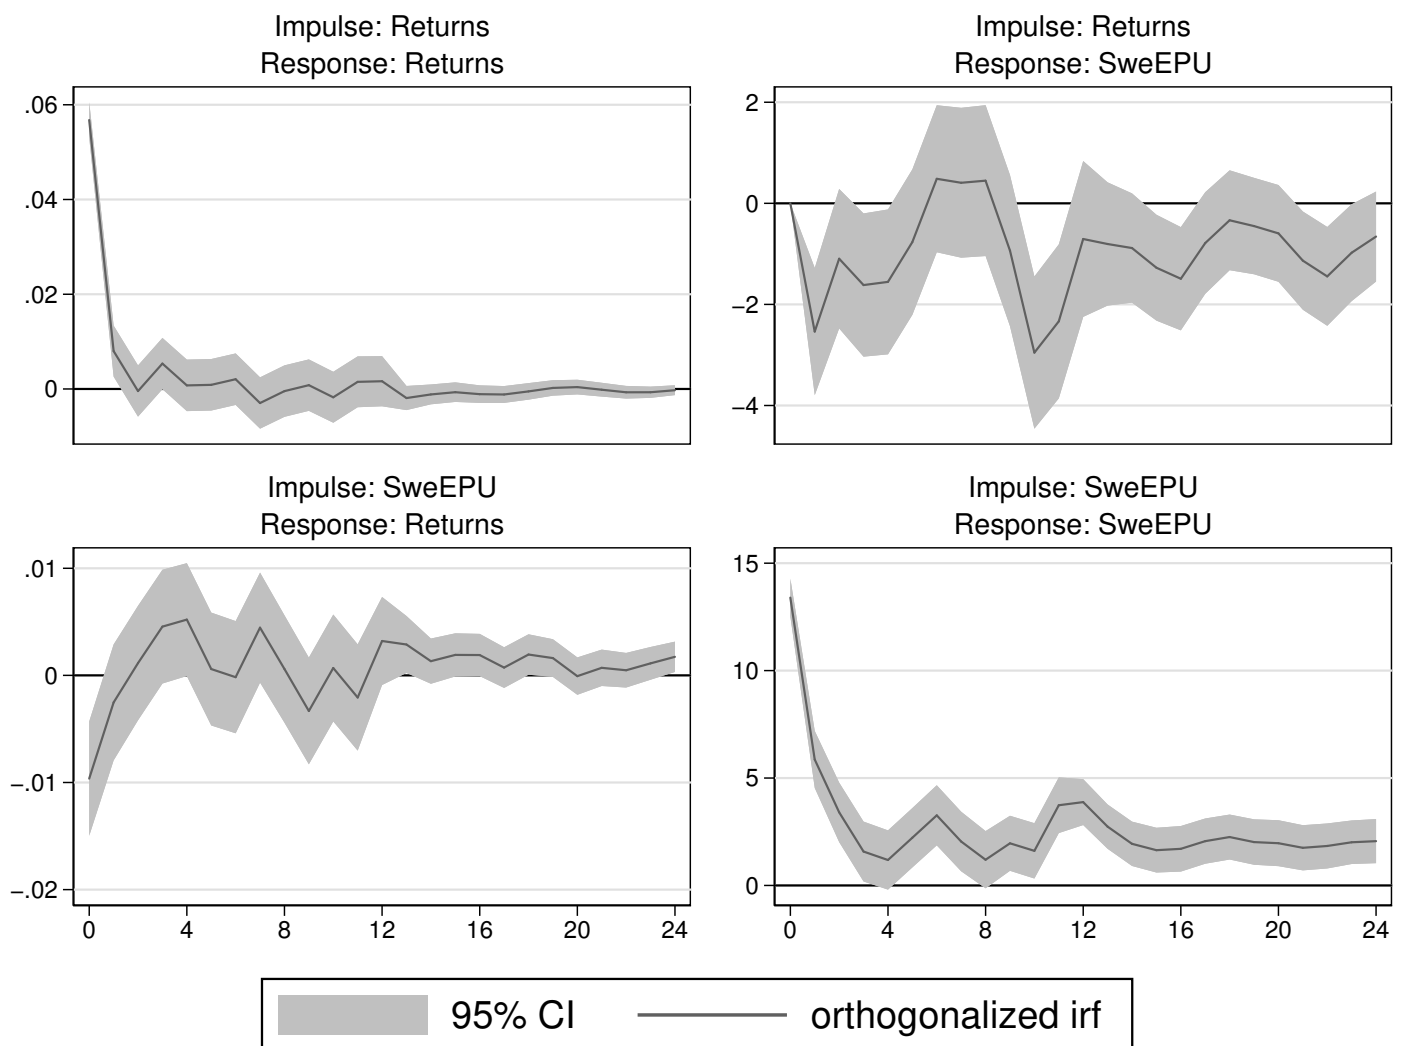 Impulse: Returns
Response: Returns
.06
.04
.02
0
Impulse: Returns
Response: SweEPU
2
0
−2
−4
Impulse: SweEPU
Response: Returns
.01
0
−.01
−.02
0 4 8 12 16 20 24
Impulse: SweEPU
Response: SweEPU
15
10
5
0
0 4 8 12 16 20 24
95% CI orthogonalized irf